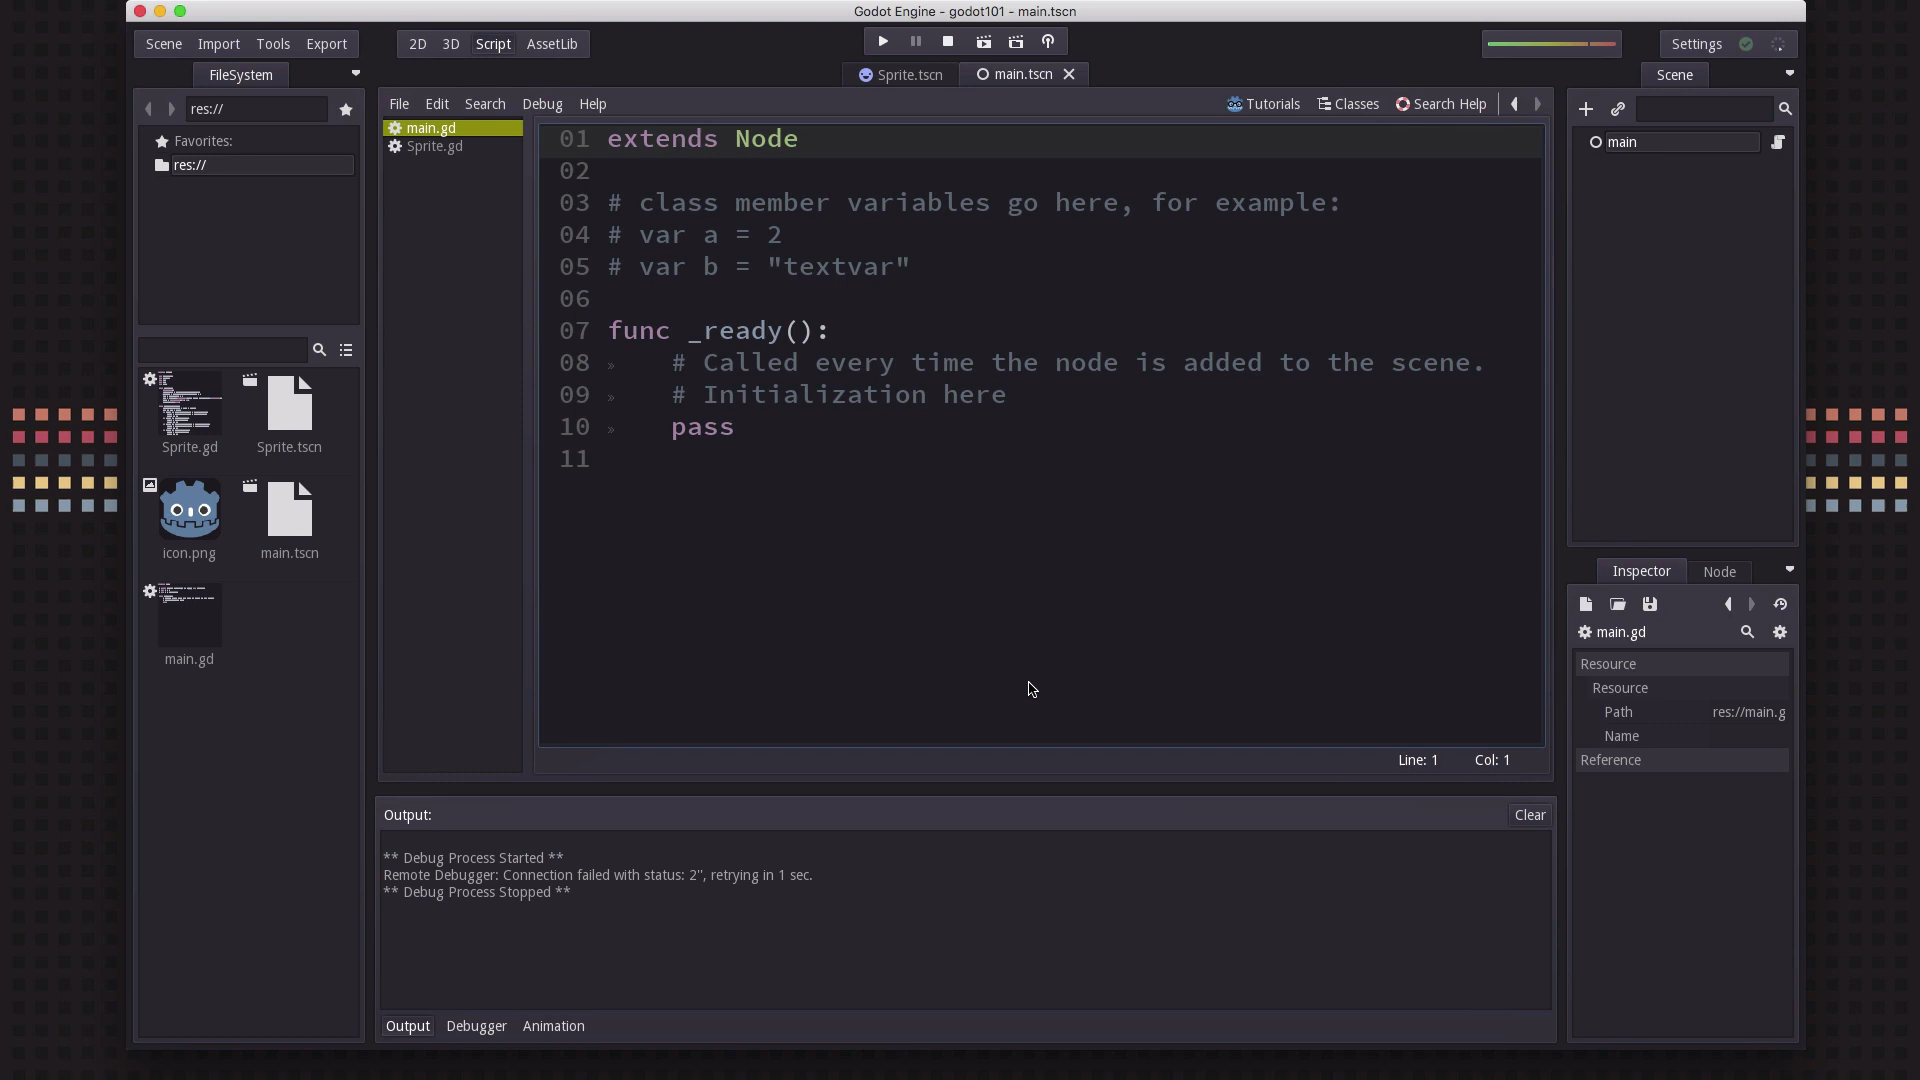 Godot Engine - godot101 - main.tscn
Scene Import Tools Export
2D 3D Script AssetLib
Settings
FileSystem
Sprite.tscn
main.tscn
Scene
res://
Favorites:
res://
Sprite.gd
Sprite.tscn
icon.png
main.tscn
main.gd
File Edit Search Debug Help
Tutorials Classes Search Help
main.gd
Sprite.gd
01 extends Node
02
03 # class member variables go here, for example:
04 # var a = 2
05 # var b = "textvar"
06
07 func _ready():
08 » # Called every time the node is added to the scene.
09 » # Initialization here
10 » pass
11
Line: 1 Col: 1
Output:
Clear
** Debug Process Started **
Remote Debugger: Connection failed with status: 2'', retrying in 1 sec.
** Debug Process Stopped **
Output Debugger Animation
main
Inspector Node
main.gd
Resource
Resource
Path res://main.g
Name
Reference